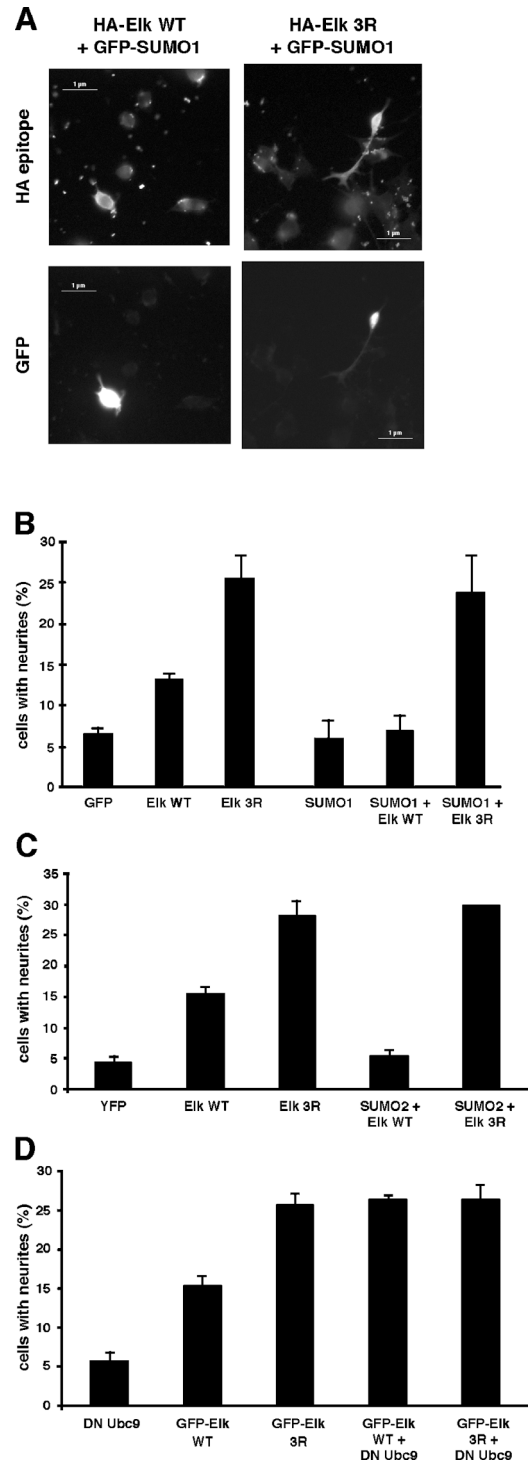 A
HA-Elk WT
+ GFP-SUMO1
HA-Elk 3R
+ GFP-SUMO1
HA epitope
1 µm
1 µm
GFP
1 µm
1 µm
B
cells with neurites (%)
30
25
20
15
10
5
0
GFP
Elk WT
Elk 3R
SUMO1
SUMO1 +
Elk WT
SUMO1 +
Elk 3R
C
cells with neurites (%)
35
30
25
20
15
10
5
0
YFP
Elk WT
Elk 3R
SUMO2 +
Elk WT
SUMO2 +
Elk 3R
D
cells with neurites (%)
30
25
20
15
10
5
0
DN Ubc9
GFP-Elk
WT
GFP-Elk
3R
GFP-Elk
WT +
DN Ubc9
GFP-Elk
3R +
DN Ubc9